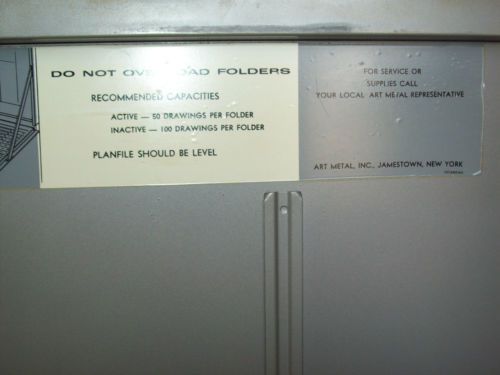 DO NOT OVERLOAD FOLDERS
RECOMMENDED CAPACITIES
ACTIVE — 50 DRAWINGS PER FOLDER
INACTIVE — 100 DRAWINGS PER FOLDER
PLANFILE SHOULD BE LEVEL
FOR SERVICE OR
SUPPLIES CALL
YOUR LOCAL ART METAL REPRESENTATIVE
ART METAL, INC., JAMESTOWN, NEW YORK